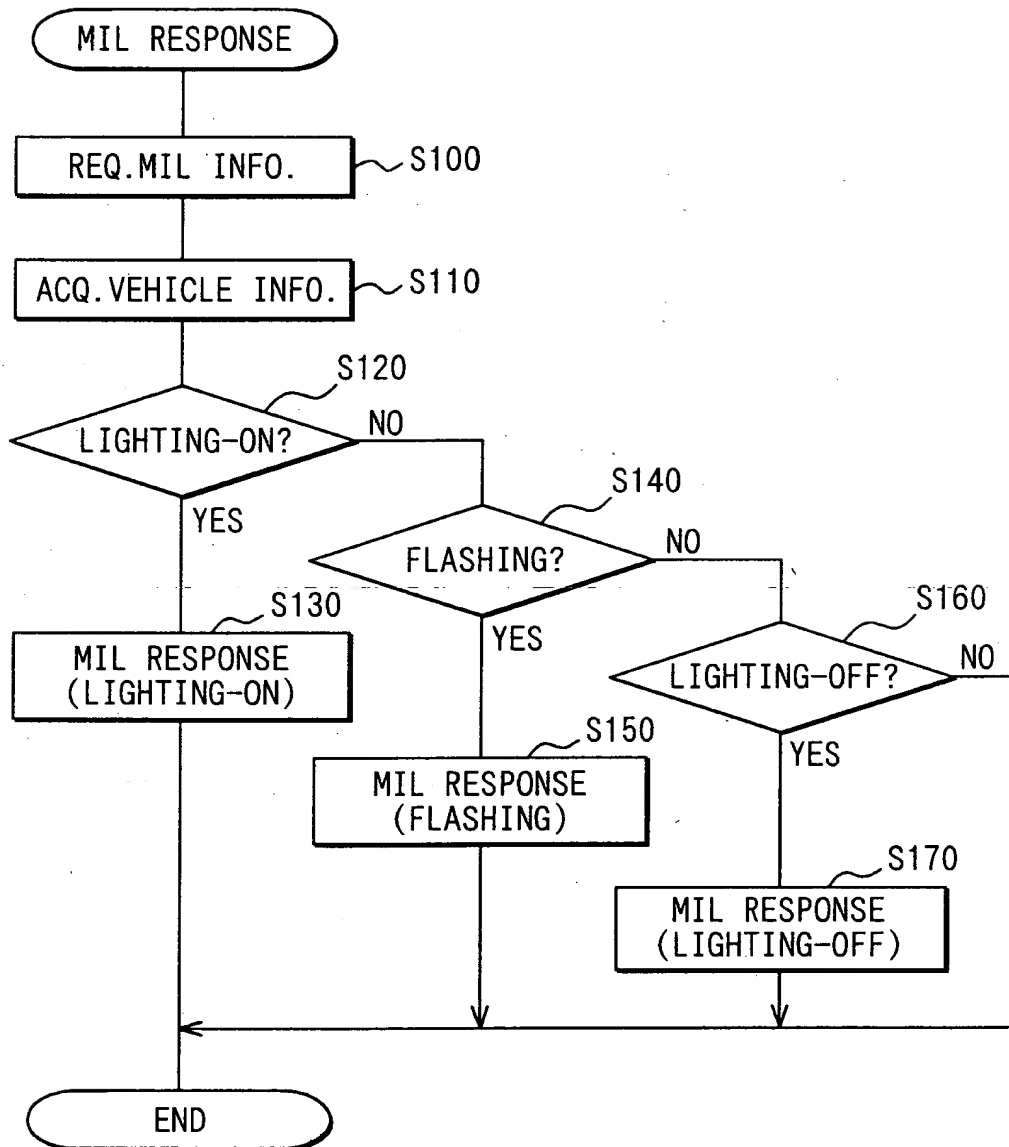 MIL RESPONSE
REQ.MIL INFO.
S100
ACQ.VEHICLE INFO.
S110
S120
LIGHTING-ON?
NO
YES
S140
FLASHING?
NO
YES
S130
MIL RESPONSE
(LIGHTING-ON)
S160
LIGHTING-OFF?
NO
YES
S150
MIL RESPONSE
(FLASHING)
S170
MIL RESPONSE
(LIGHTING-OFF)
END